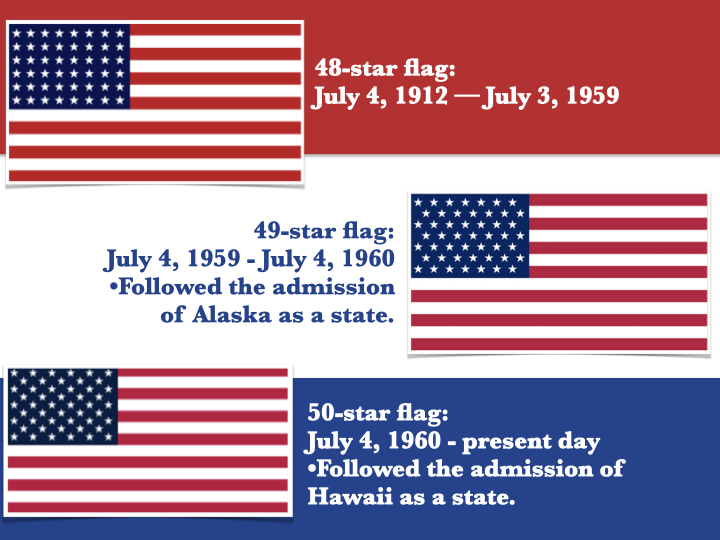 48-star flag:
July 4, 1912 — July 3, 1959
49-star flag:
July 4, 1959 - July 4, 1960
•Followed the admission
of Alaska as a state.
50-star flag:
July 4, 1960 - present day
•Followed the admission of
Hawaii as a state.